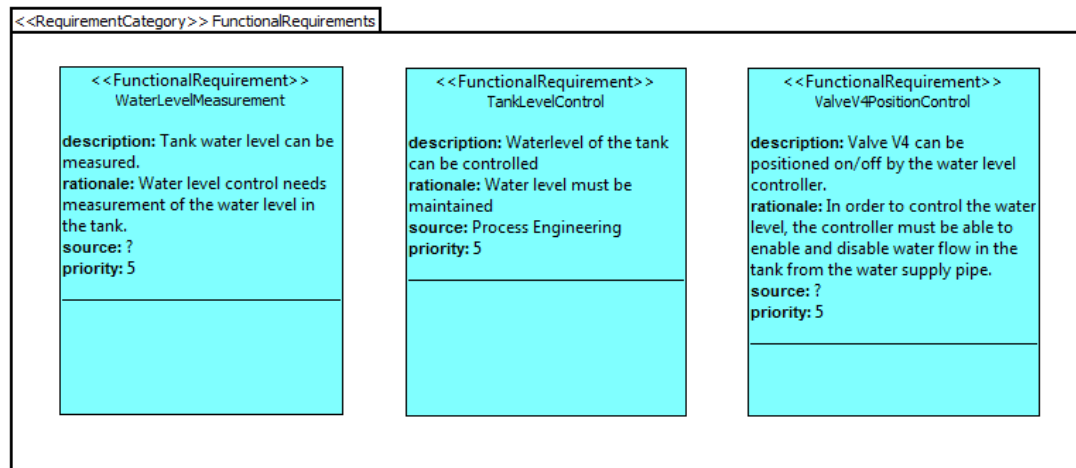 <<RequirementCategory>> FunctionalRequirements
<<FunctionalRequirement>>
WaterLevelMeasurement
description: Tank water level can be
measured.
rationale: Water level control needs
measurement of the water level in
the tank.
source: ?
priority: 5
<<FunctionalRequirement>>
TankLevelControl
description: Waterlevel of the tank
can be controlled
rationale: Water level must be
maintained
source: Process Engineering
priority: 5
<<FunctionalRequirement>>
ValveV4PositionControl
description: Valve V4 can be
positioned on/off by the water level
controller.
rationale: In order to control the water
level, the controller must be able to
enable and disable water flow in the
tank from the water supply pipe.
source: ?
priority: 5